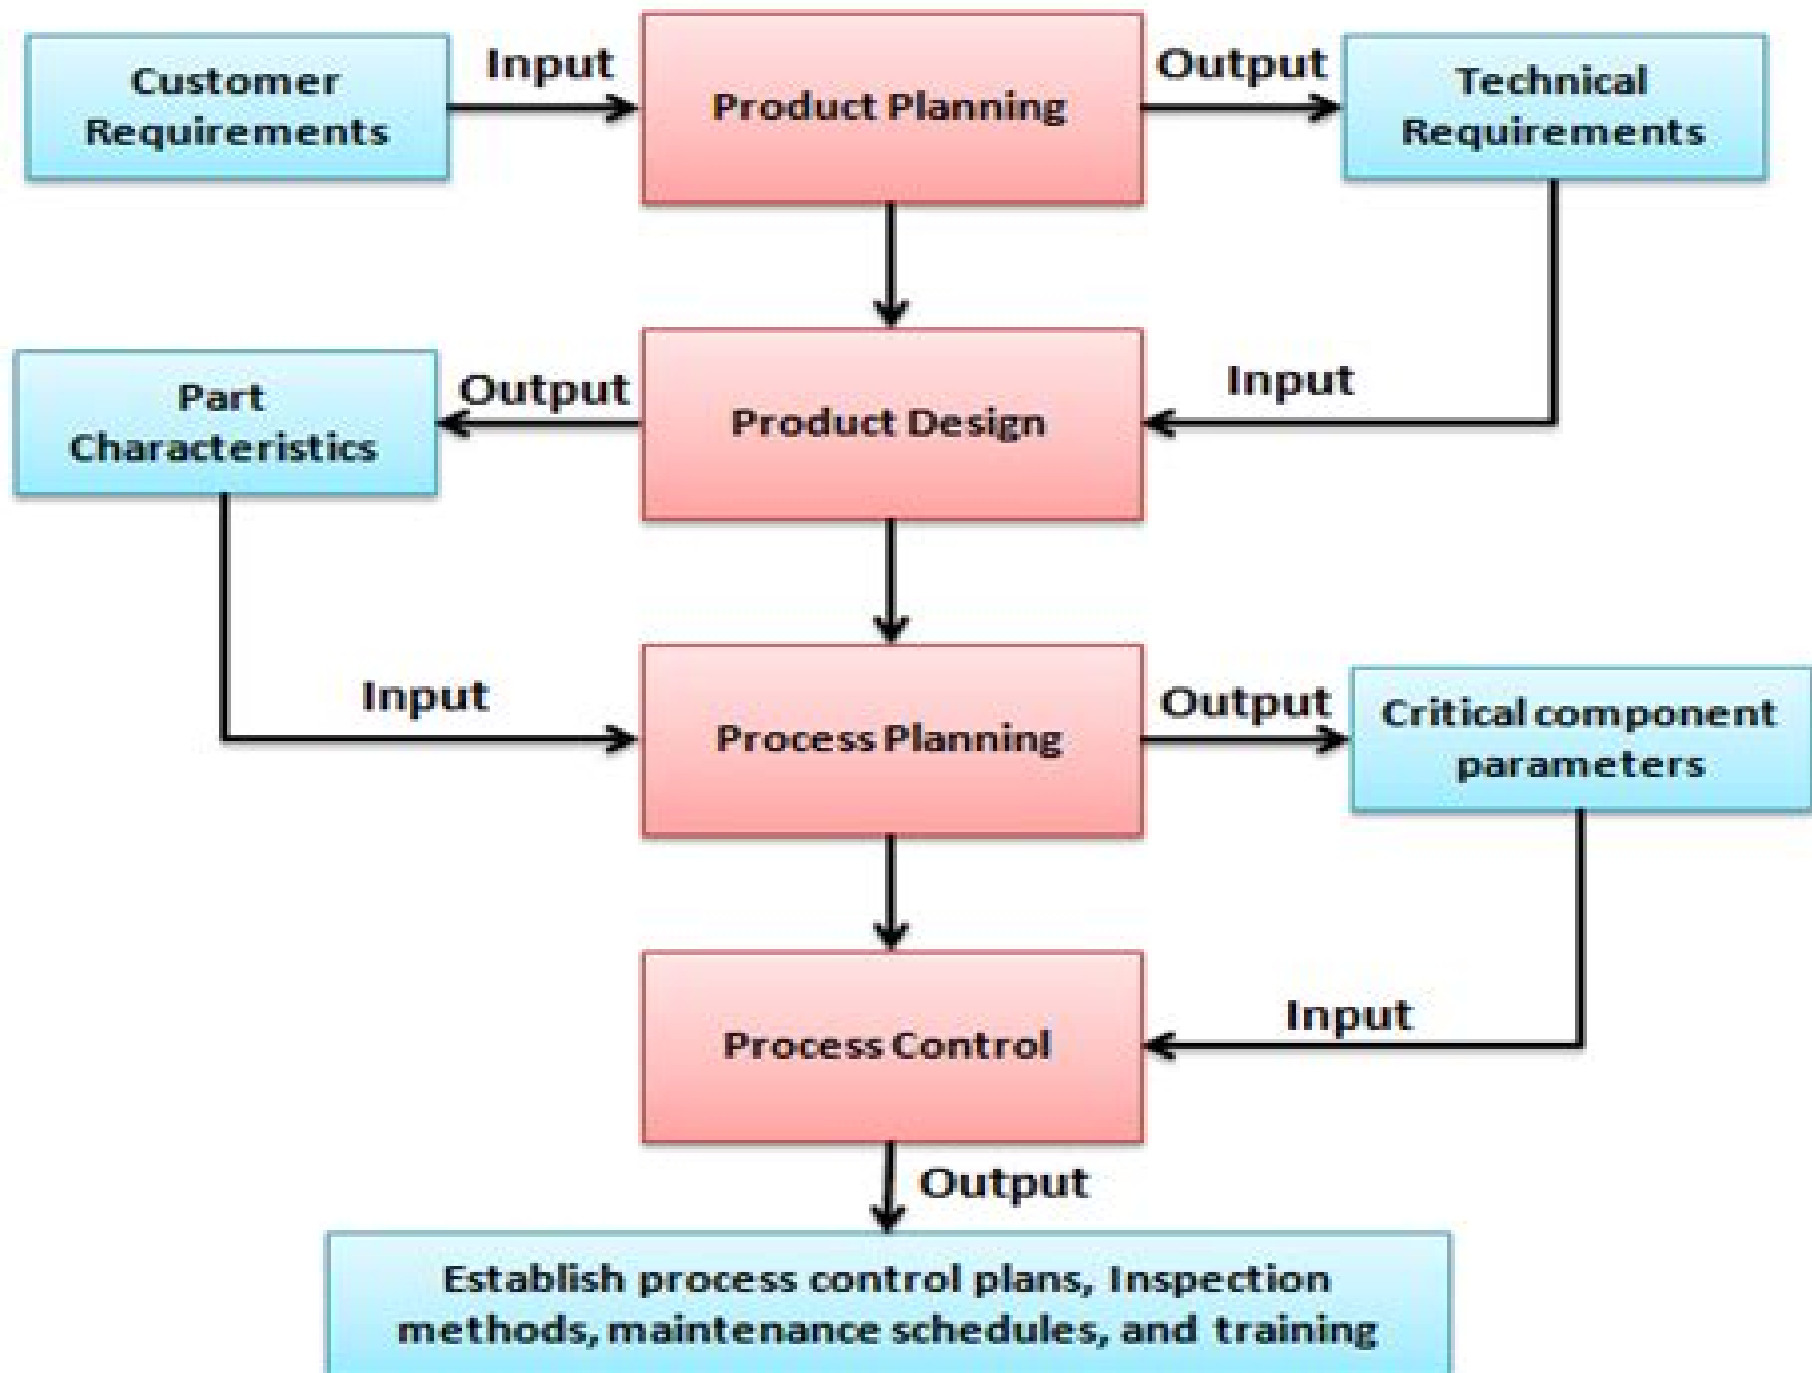 Customer
Requirements
Input
Product Planning
Output
Technical
Requirements
Part
Characteristics
Output
Product Design
Input
Input
Process Planning
Output
Critical component
parameters
Process Control
Input
Output
Establish process control plans, Inspection
methods, maintenance schedules, and training